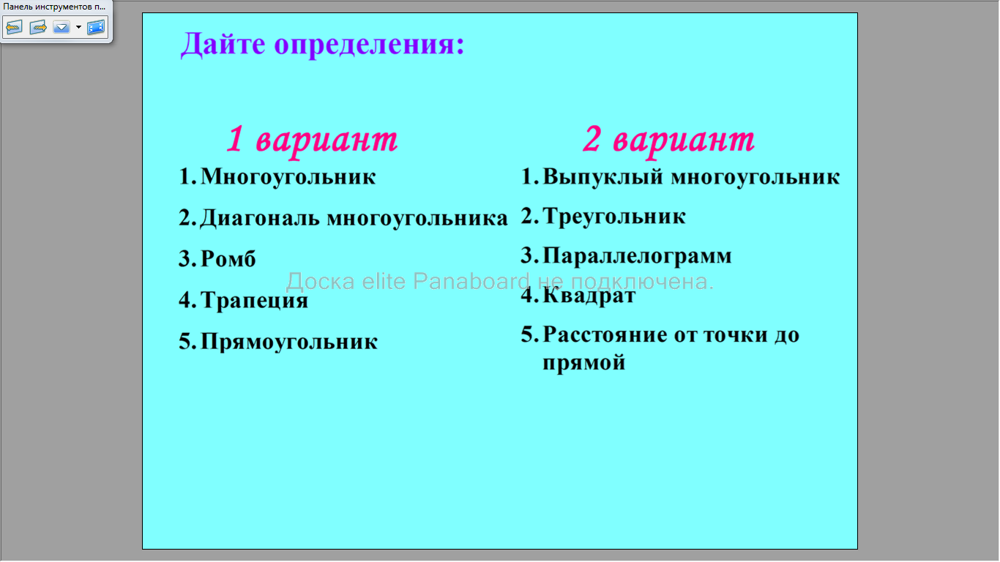 Панель инструментов п...
Дайте определения:
1 вариант
1. Многоугольник
2. Диагональ многоугольника
3. Ромб
4. Трапеция
5. Прямоугольник
2 вариант
1. Выпуклый многоугольник
2. Треугольник
3. Параллелограмм
4. Квадрат
5. Расстояние от точки до
прямой
Доска elite Panaboard не подключена.